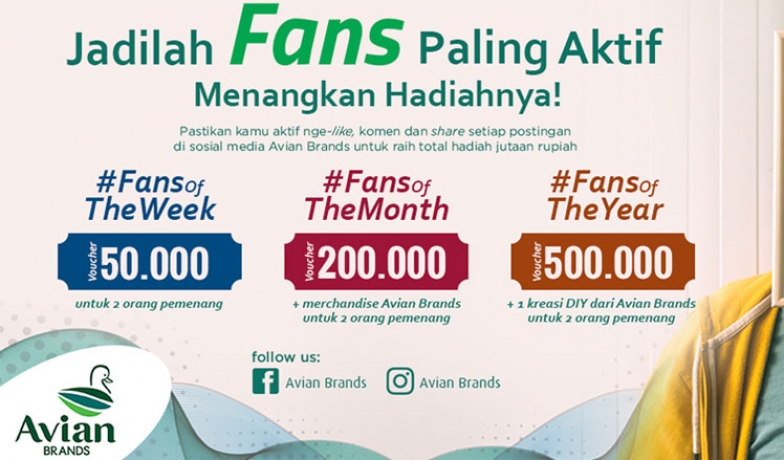 Jadilah Fans Paling Aktif
Menangkan Hadiahnya!
Pastikan kamu aktif nge-like, komen dan share setiap postingan
di sosial media Avian Brands untuk raih total hadiah jutaan rupiah
#FansOf
TheWeek
Voucher 50.000
untuk 2 orang pemenang
#FansOf
TheMonth
Voucher 200.000
+ merchandise Avian Brands
untuk 2 orang pemenang
#FansOf
TheYear
Voucher 500.000
+ 1 kreasi DIY dari Avian Brands
untuk 2 orang pemenang
follow us:
Avian Brands
Avian Brands
Avian
BRANDS